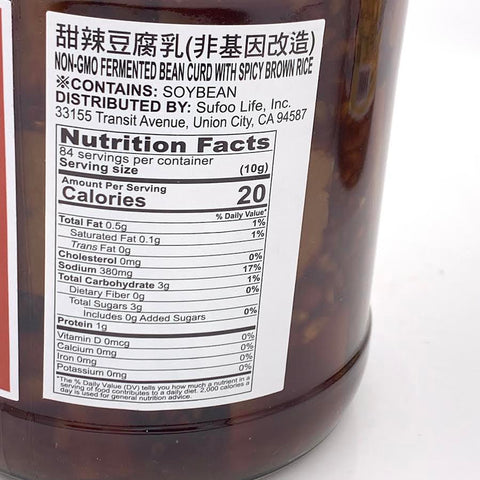 甜辣豆腐乳(非基因改造)
NON-GMO FERMENTED BEAN CURD WITH SPICY BROWN RICE
※CONTAINS: SOYBEAN
DISTRIBUTED BY: Sufoo Life, Inc.
33155 Transit Avenue, Union City, CA 94587
Nutrition Facts
84 servings per container
Serving size (10g)
Amount Per Serving
Calories 20
% Daily Value*
Total Fat 0.5g 1%
Saturated Fat 0.1g 1%
Trans Fat 0g
Cholesterol 0mg 0%
Sodium 380mg 17%
Total Carbohydrate 3g 1%
Dietary Fiber 0g 0%
Total Sugars 3g
Includes 0g Added Sugars 0%
Protein 1g
Vitamin D 0mcg 0%
Calcium 0mg 0%
Iron 0mg 0%
Potassium 0mg 0%
*The % Daily Value (DV) tells you how much a nutrient in a
serving of food contributes to a daily diet. 2,000 calories a
day is used for general nutrition advice.